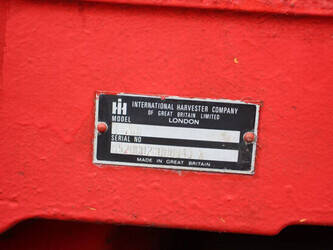 IH INTERNATIONAL HARVESTER COMPANY
OF GREAT BRITAIN LIMITED
MODEL LONDON
SERIAL NO
MADE IN GREAT BRITAIN